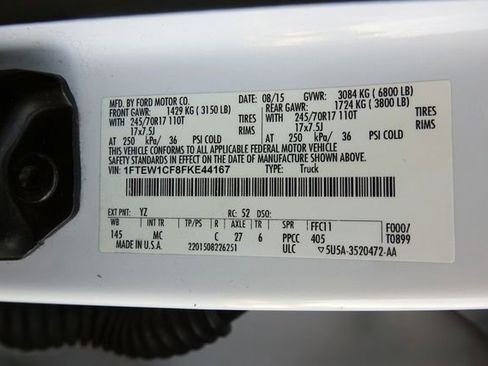 MFD. BY FORD MOTOR CO. 08/15 GVWR: 3084 KG ( 6800 LB)
FRONT GAWR: 1429 KG ( 3150 LB) REAR GAWR: 1724 KG ( 3800 LB)
WITH 245/70R17 110T TIRES WITH 245/70R17 110T TIRES
17x7.5J RIMS 17x7.5J RIMS
AT 250 kPa/ 36 PSI COLD AT 250 kPa/ 36 PSI COLD
THIS VEHICLE CONFORMS TO ALL APPLICABLE FEDERAL MOTOR VEHICLE
SAFETY STANDARDS IN EFFECT ON THE DATE OF MANUFACTURE SHOWN ABOVE.
VIN: 1FTEW1CF8FKE44167 TYPE: Truck
EXT PNT: YZ RC: 52 DSO:
WB INT TR TP/PS R AXLE TR SPR FFC11 F000/
145 MC C 27 6 PPCC 405 T0899
MADE IN U.S.A. 2201508226251 ULC 5U5A-3520472-AA